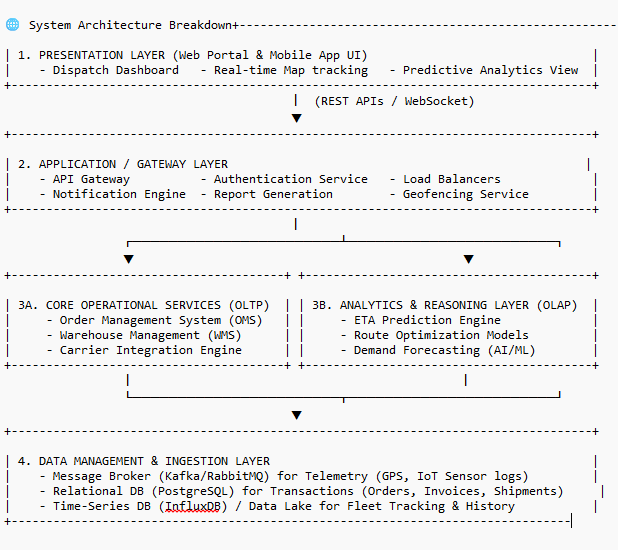 🌐 System Architecture Breakdown+-----------------------------------------------------
| 1. PRESENTATION LAYER (Web Portal & Mobile App UI) |
| - Dispatch Dashboard - Real-time Map tracking - Predictive Analytics View |
+-----------------------------------------------------------------------------------+
| (REST APIs / WebSocket)
▼
+-----------------------------------------------------------------------------------+
| 2. APPLICATION / GATEWAY LAYER |
| - API Gateway - Authentication Service - Load Balancers |
| - Notification Engine - Report Generation - Geofencing Service |
+-----------------------------------------------------------------------------------+
|
┌──────────────────────────────┴──────────────────────────────┐
▼ ▼
+---------------------------------------+ +-----------------------------------------+
| 3A. CORE OPERATIONAL SERVICES (OLTP) | | 3B. ANALYTICS & REASONING LAYER (OLAP) |
| - Order Management System (OMS) | | - ETA Prediction Engine |
| - Warehouse Management (WMS) | | - Route Optimization Models |
| - Carrier Integration Engine | | - Demand Forecasting (AI/ML) |
+---------------------------------------+ +-----------------------------------------+
| |
└──────────────────────────────┬──────────────────────────────┘
▼
+-----------------------------------------------------------------------------------+
| 4. DATA MANAGEMENT & INGESTION LAYER |
| - Message Broker (Kafka/RabbitMQ) for Telemetry (GPS, IoT Sensor logs) |
| - Relational DB (PostgreSQL) for Transactions (Orders, Invoices, Shipments) |
| - Time-Series DB (InfluxDB) / Data Lake for Fleet Tracking & History |
+--------------------------------------------------------------------------------|